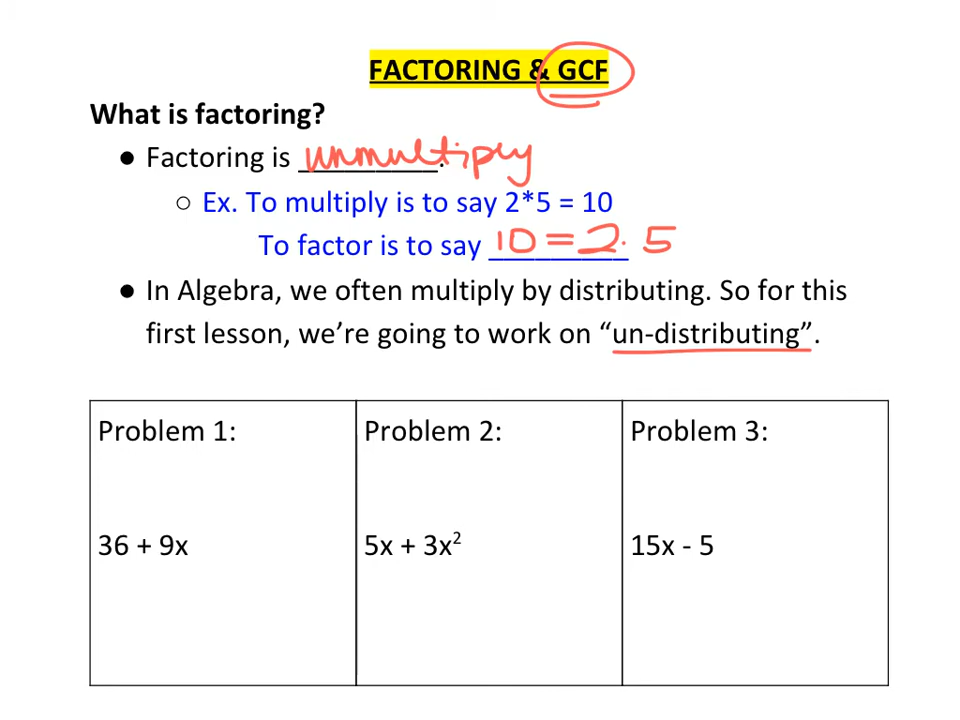 FACTORING & GCF
What is factoring?
● Factoring is unmultiply.
○ Ex. To multiply is to say 2*5 = 10
To factor is to say 10 = 2 · 5
● In Algebra, we often multiply by distributing. So for this
first lesson, we’re going to work on “un-distributing”.
Problem 1:
36 + 9x
Problem 2:
5x + 3x²
Problem 3:
15x - 5